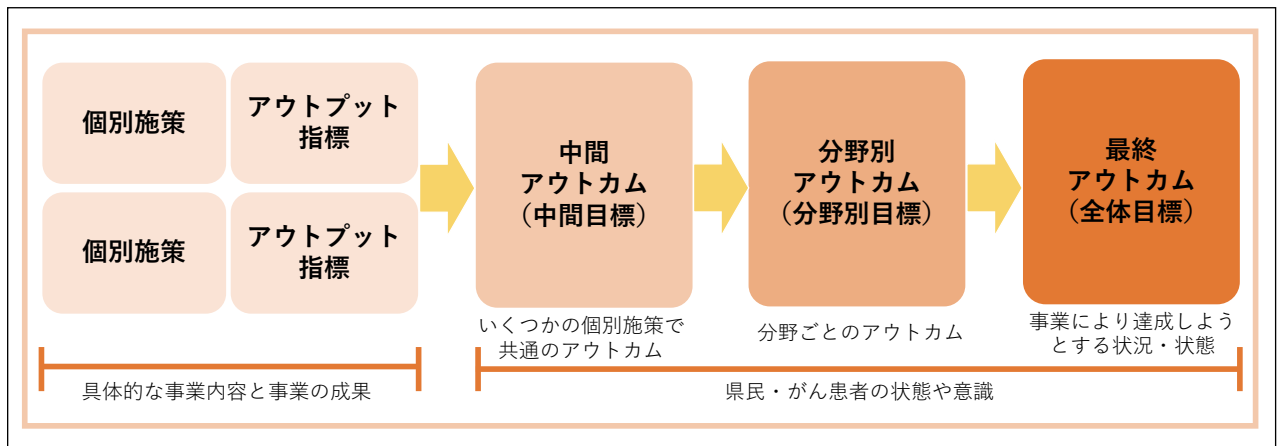 個別施策
アウトプット
指標
個別施策
アウトプット
指標
具体的な事業内容と事業の成果
中間
アウトカム
（中間目標）
いくつかの個別施策で
共通のアウトカム
分野別
アウトカム
（分野別目標）
分野ごとのアウトカム
最終
アウトカム
（全体目標）
事業により達成しよう
とする状況・状態
県民・がん患者の状態や意識